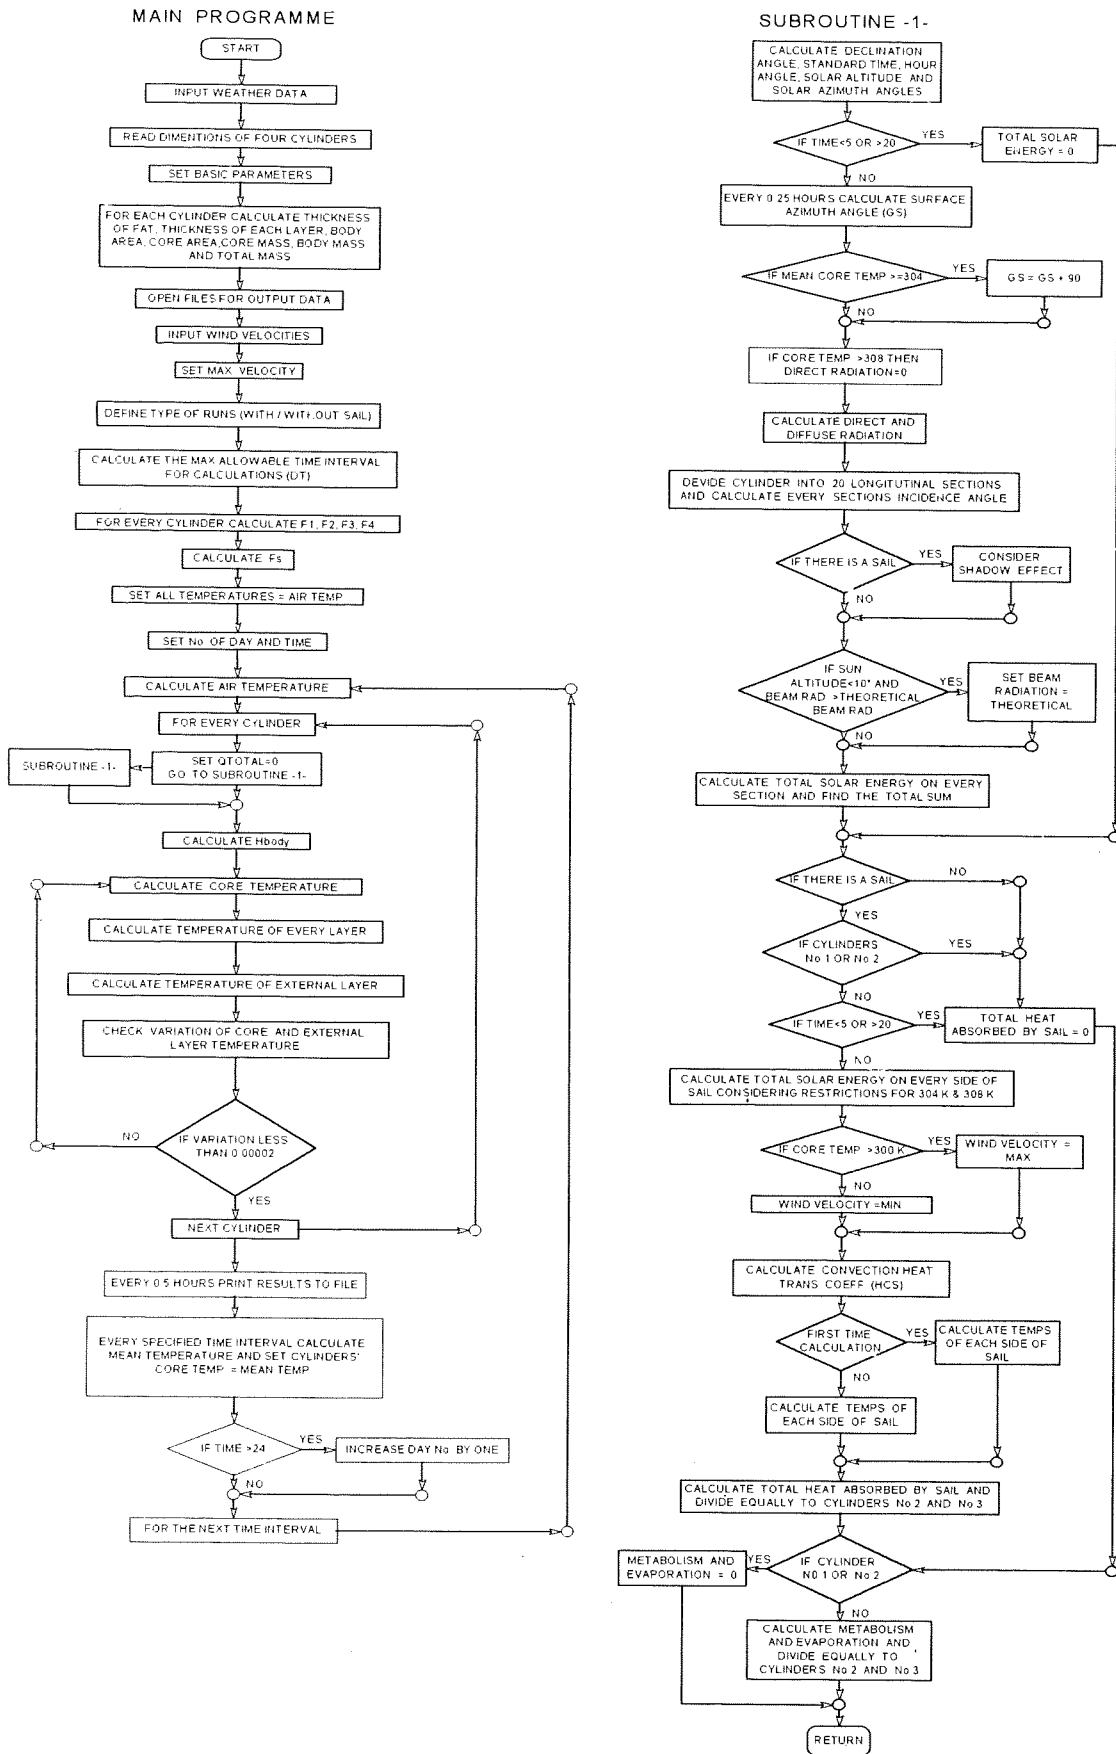 MAIN PROGRAMME
START
INPUT WEATHER DATA
READ DIMENTIONS OF FOUR CYLINDERS
SET BASIC PARAMETERS
FOR EACH CYLINDER CALCULATE THICKNESS
OF FAT, THICKNESS OF EACH LAYER, BODY
AREA, CORE AREA,CORE MASS, BODY MASS
AND TOTAL MASS
OPEN FILES FOR OUTPUT DATA
INPUT WIND VELOCITIES
SET MAX VELOCITY
DEFINE TYPE OF RUNS (WITH / WITHOUT SAIL)
CALCULATE THE MAX ALLOWABLE TIME INTERVAL
FOR CALCULATIONS (DT)
FOR EVERY CYLINDER CALCULATE F1, F2, F3, F4
CALCULATE Fs
SET ALL TEMPERATURES = AIR TEMP
SET No OF DAY AND TIME
CALCULATE AIR TEMPERATURE
FOR EVERY CYLINDER
SUBROUTINE -1-
SET QTOTAL=0
GO TO SUBROUTINE -1-
CALCULATE Hbody
CALCULATE CORE TEMPERATURE
CALCULATE TEMPERATURE OF EVERY LAYER
CALCULATE TEMPERATURE OF EXTERNAL LAYER
CHECK VARIATION OF CORE AND EXTERNAL
LAYER TEMPERATURE
NO
IF VARIATION LESS
THAN 0.00002
YES
NEXT CYLINDER
EVERY 0.5 HOURS PRINT RESULTS TO FILE
EVERY SPECIFIED TIME INTERVAL CALCULATE
MEAN TEMPERATURE AND SET CYLINDERS'
CORE TEMP = MEAN TEMP
IF TIME >24
YES
INCREASE DAY No BY ONE
NO
FOR THE NEXT TIME INTERVAL
SUBROUTINE -1-
CALCULATE DECLINATION
ANGLE, STANDARD TIME, HOUR
ANGLE, SOLAR ALTITUDE AND
SOLAR AZIMUTH ANGLES
IF TIME<5 OR >20
YES
TOTAL SOLAR
ENERGY = 0
NO
EVERY 0.25 HOURS CALCULATE SURFACE
AZIMUTH ANGLE (GS)
IF MEAN CORE TEMP >=304
YES
GS = GS + 90
NO
IF CORE TEMP >308 THEN
DIRECT RADIATION=0
CALCULATE DIRECT AND
DIFFUSE RADIATION
DEVIDE CYLINDER INTO 20 LONGITUTINAL SECTIONS
AND CALCULATE EVERY SECTIONS INCIDENCE ANGLE
IF THERE IS A SAIL
YES
CONSIDER
SHADOW EFFECT
NO
IF SUN
ALTITUDE<10° AND
BEAM RAD >THEORETICAL
BEAM RAD
YES
SET BEAM
RADIATION =
THEORETICAL
NO
CALCULATE TOTAL SOLAR ENERGY ON EVERY
SECTION AND FIND THE TOTAL SUM
IF THERE IS A SAIL
NO
YES
IF CYLINDERS
No 1 OR No 2
YES
NO
IF TIME<5 OR >20
YES
TOTAL HEAT
ABSORBED BY SAIL = 0
NO
CALCULATE TOTAL SOLAR ENERGY ON EVERY SIDE OF
SAIL CONSIDERING RESTRICTIONS FOR 304 K & 308 K
IF CORE TEMP >300 K
YES
WIND VELOCITY =
MAX
NO
WIND VELOCITY =MIN
CALCULATE CONVECTION HEAT
TRANS COEFF (HCS)
FIRST TIME
CALCULATION
YES
CALCULATE TEMPS
OF EACH SIDE OF
SAIL
NO
CALCULATE TEMPS OF
EACH SIDE OF SAIL
CALCULATE TOTAL HEAT ABSORBED BY SAIL AND
DIVIDE EQUALLY TO CYLINDERS No 2 AND No 3
METABOLISM AND
EVAPORATION = 0
YES
IF CYLINDER
N0 1 OR No 2
NO
CALCULATE METABOLISM
AND EVAPORATION AND
DIVIDE EQUALLY TO
CYLINDERS No 2 AND No 3
RETURN